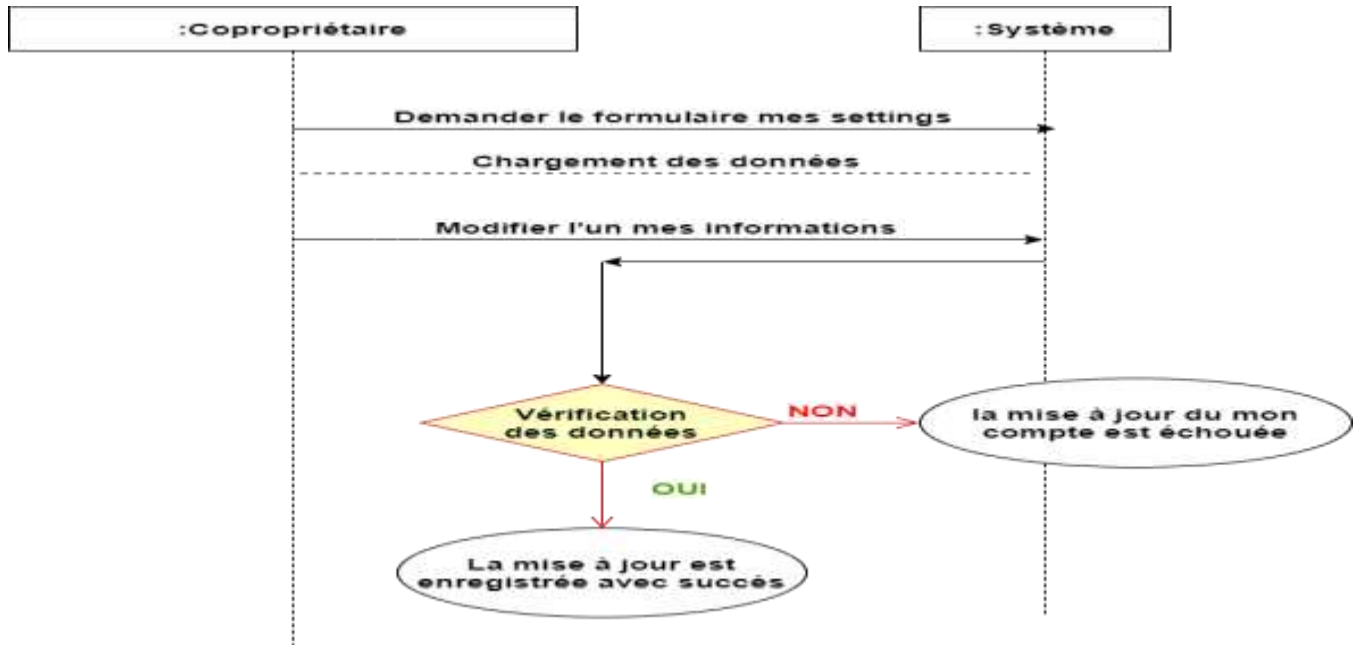 :Copropriétaire
:Système
Demander le formulaire mes settings
Chargement des données
Modifier l'un mes informations
Vérification
des données
NON
la mise à jour du mon
compte est échouée
OUI
La mise à jour est
enregistrée avec succès